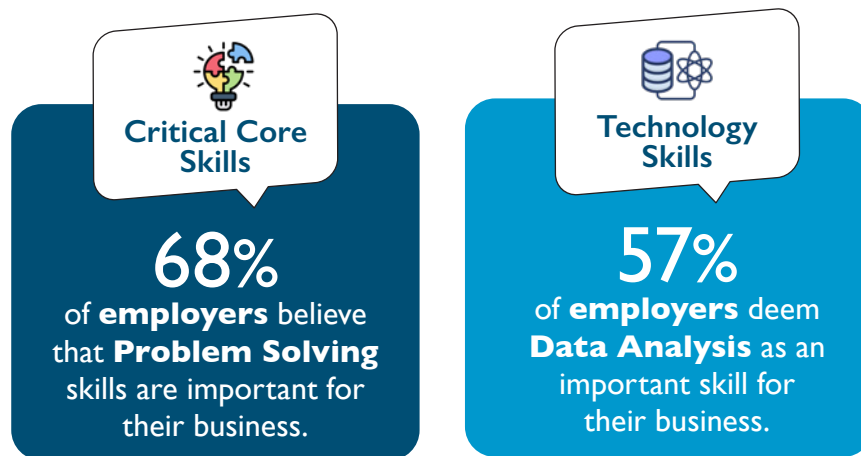 Critical Core
Skills
68%
of employers believe
that Problem Solving
skills are important for
their business.
Technology
Skills
57%
of employers deem
Data Analysis as an
important skill for
their business.